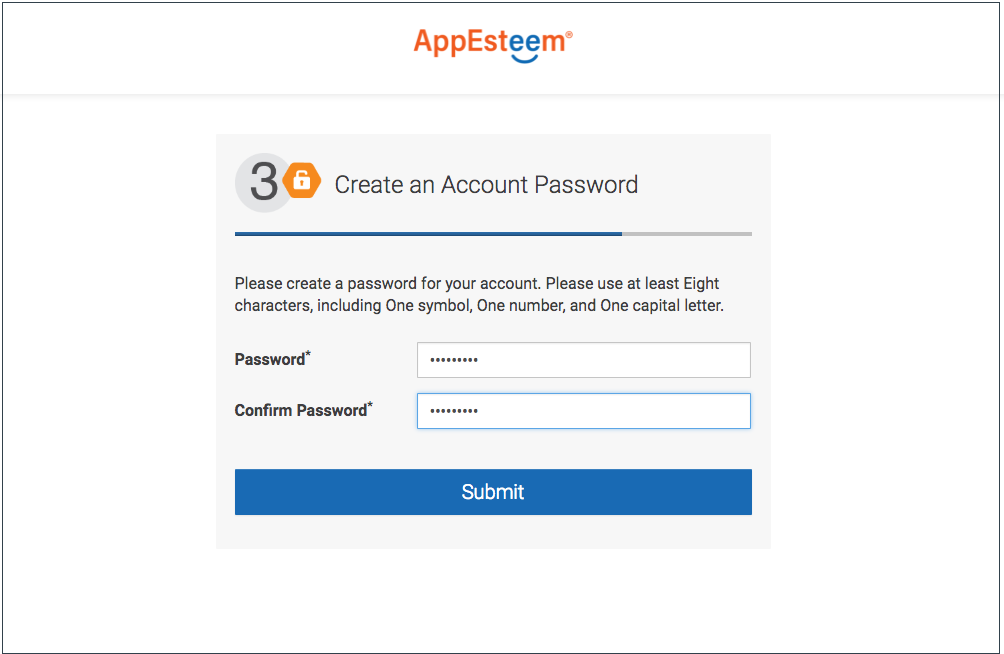 AppEsteem®
3 Create an Account Password
Please create a password for your account. Please use at least Eight
characters, including One symbol, One number, and One capital letter.
Password* •••••••••
Confirm Password* •••••••••
Submit